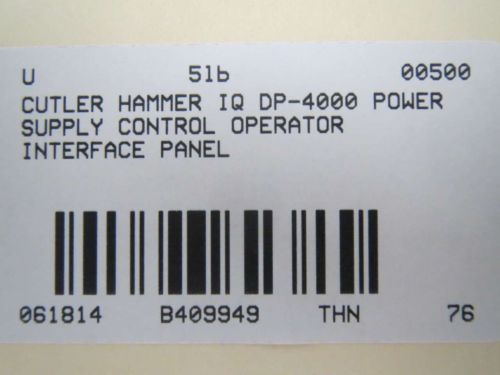 U 51b 00500
CUTLER HAMMER IQ DP-4000 POWER
SUPPLY CONTROL OPERATOR
INTERFACE PANEL
061814 B409949 THN 76